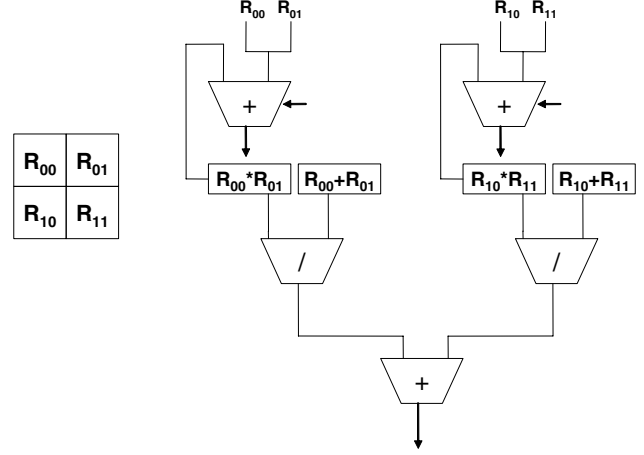 R₀₀ R₀₁ R₁₀ R₁₁
+ +
R₀₀ R₀₁
R₀₀*R₀₁ R₀₀+R₀₁ R₁₀*R₁₁ R₁₀+R₁₁
R₁₀ R₁₁
/ /
+